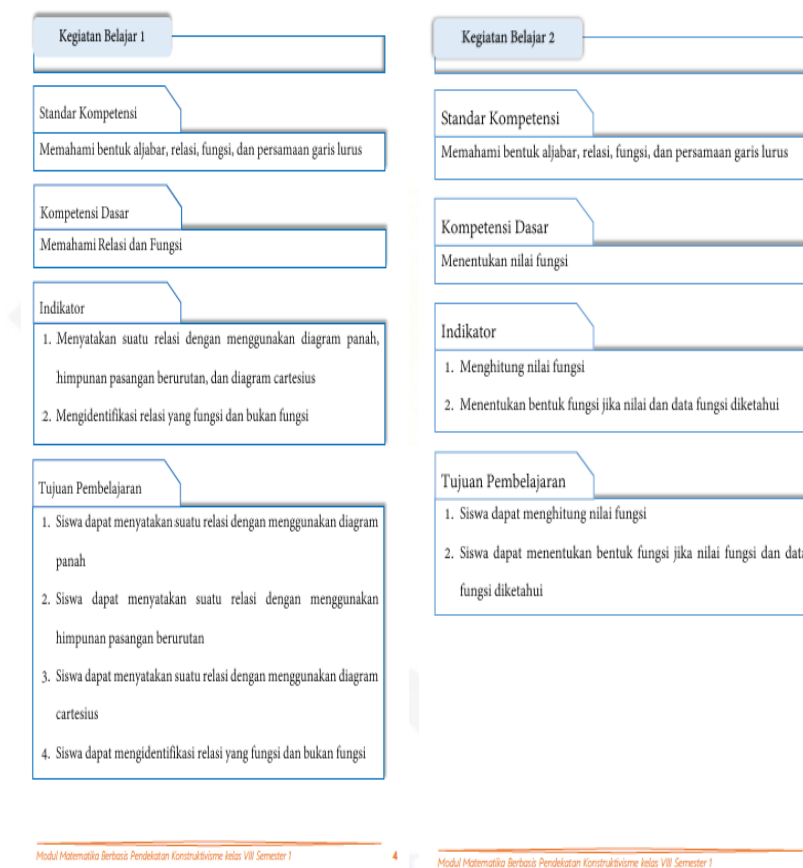 Kegiatan Belajar 1
Standar Kompetensi
Memahami bentuk aljabar, relasi, fungsi, dan persamaan garis lurus
Kompetensi Dasar
Memahami Relasi dan Fungsi
Indikator
1. Menyatakan suatu relasi dengan menggunakan diagram panah,
himpunan pasangan berurutan, dan diagram cartesius
2. Mengidentifikasi relasi yang fungsi dan bukan fungsi
Tujuan Pembelajaran
1. Siswa dapat menyatakan suatu relasi dengan menggunakan diagram
panah
2. Siswa dapat menyatakan suatu relasi dengan menggunakan
himpunan pasangan berurutan
3. Siswa dapat menyatakan suatu relasi dengan menggunakan diagram
cartesius
4. Siswa dapat mengidentifikasi relasi yang fungsi dan bukan fungsi
Modul Matematika Berbasis Pendekatan Konstruktivisme kelas VIII Semester 1 4
Kegiatan Belajar 2
Standar Kompetensi
Memahami bentuk aljabar, relasi, fungsi, dan persamaan garis lurus
Kompetensi Dasar
Menentukan nilai fungsi
Indikator
1. Menghitung nilai fungsi
2. Menentukan bentuk fungsi jika nilai dan data fungsi diketahui
Tujuan Pembelajaran
1. Siswa dapat menghitung nilai fungsi
2. Siswa dapat menentukan bentuk fungsi jika nilai fungsi dan data
fungsi diketahui
Modul Matematika Berbasis Pendekatan Konstruktivisme kelas VIII Semester 1